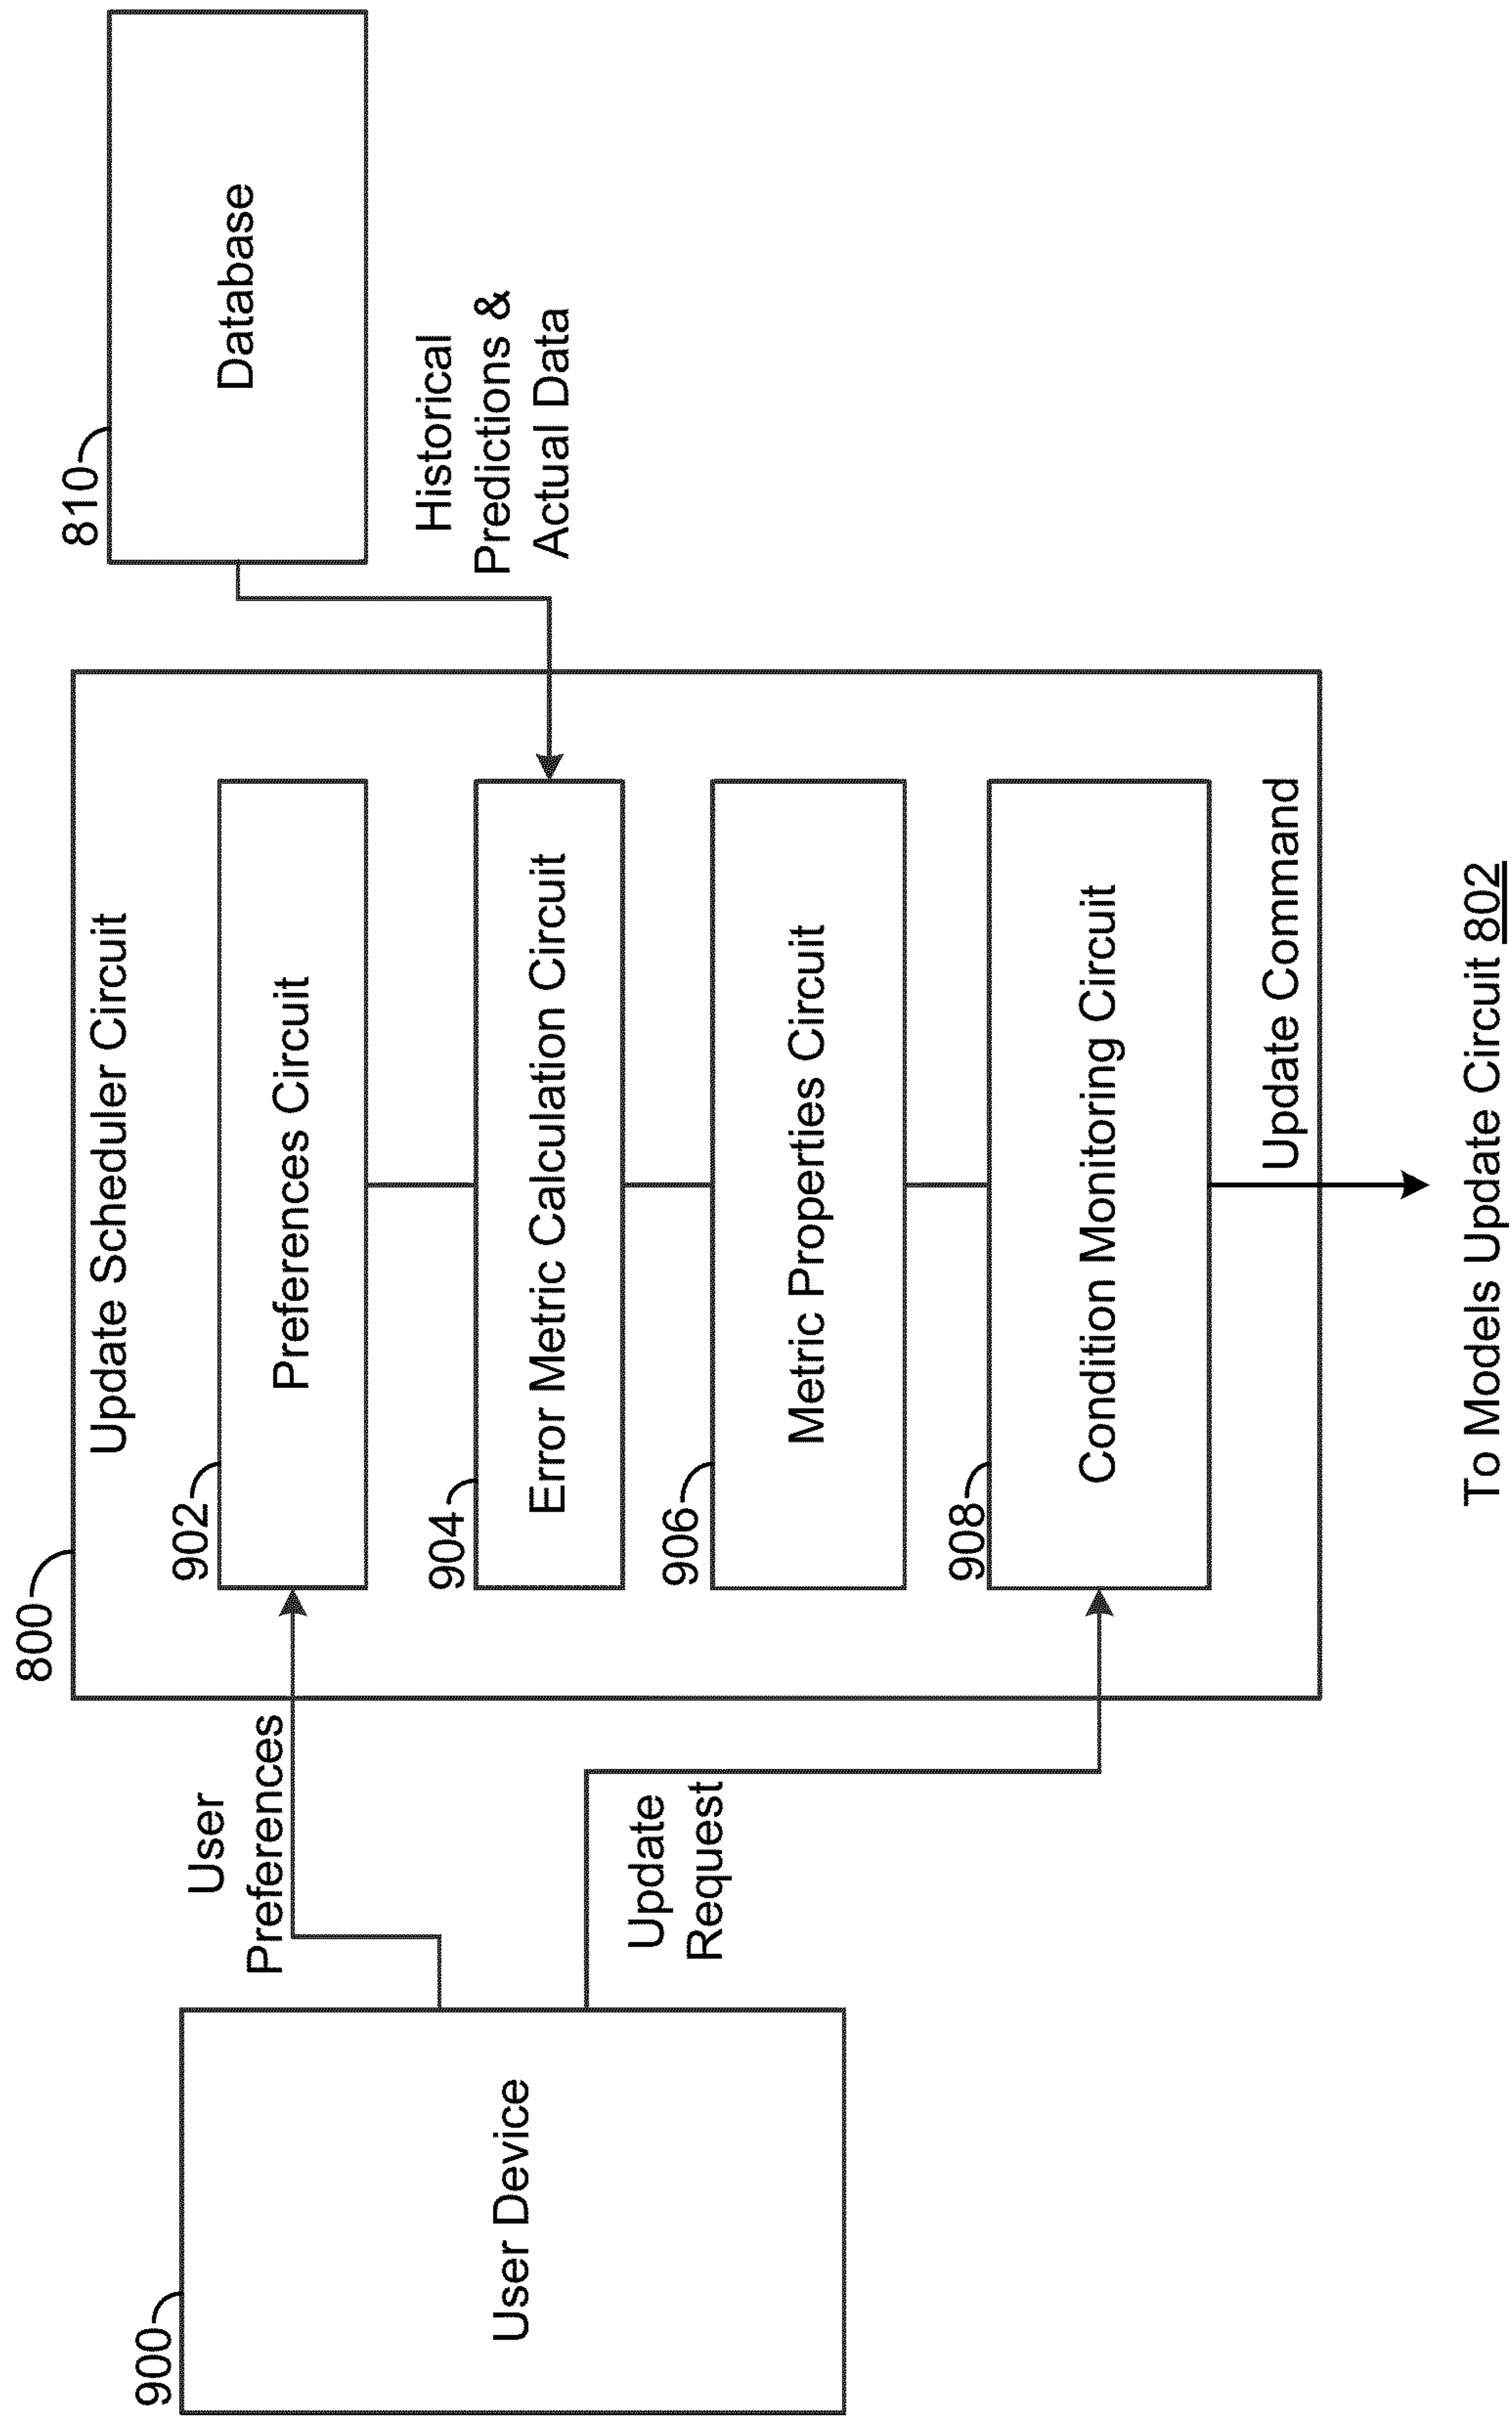 800
Update Scheduler Circuit
902
Preferences Circuit
904
Error Metric Calculation Circuit
906
Metric Properties Circuit
908
Condition Monitoring Circuit
Update Command
To Models Update Circuit 802
900
User Device
User
Preferences
Update
Request
810
Database
Historical
Predictions &
Actual Data